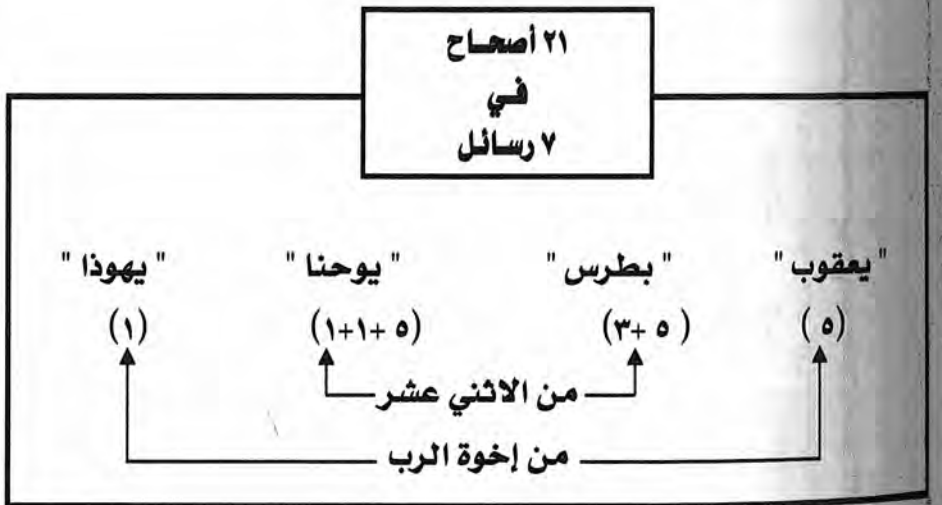 ٢١ أصحاح
في
٧ رسائل
" يعقوب " " بطرس " " يوحنا " " يهوذا "
( ٥ ) ( ٥ +٣) ( ٥ +١+١) (١)
من الاثني عشر
من إخوة الرب